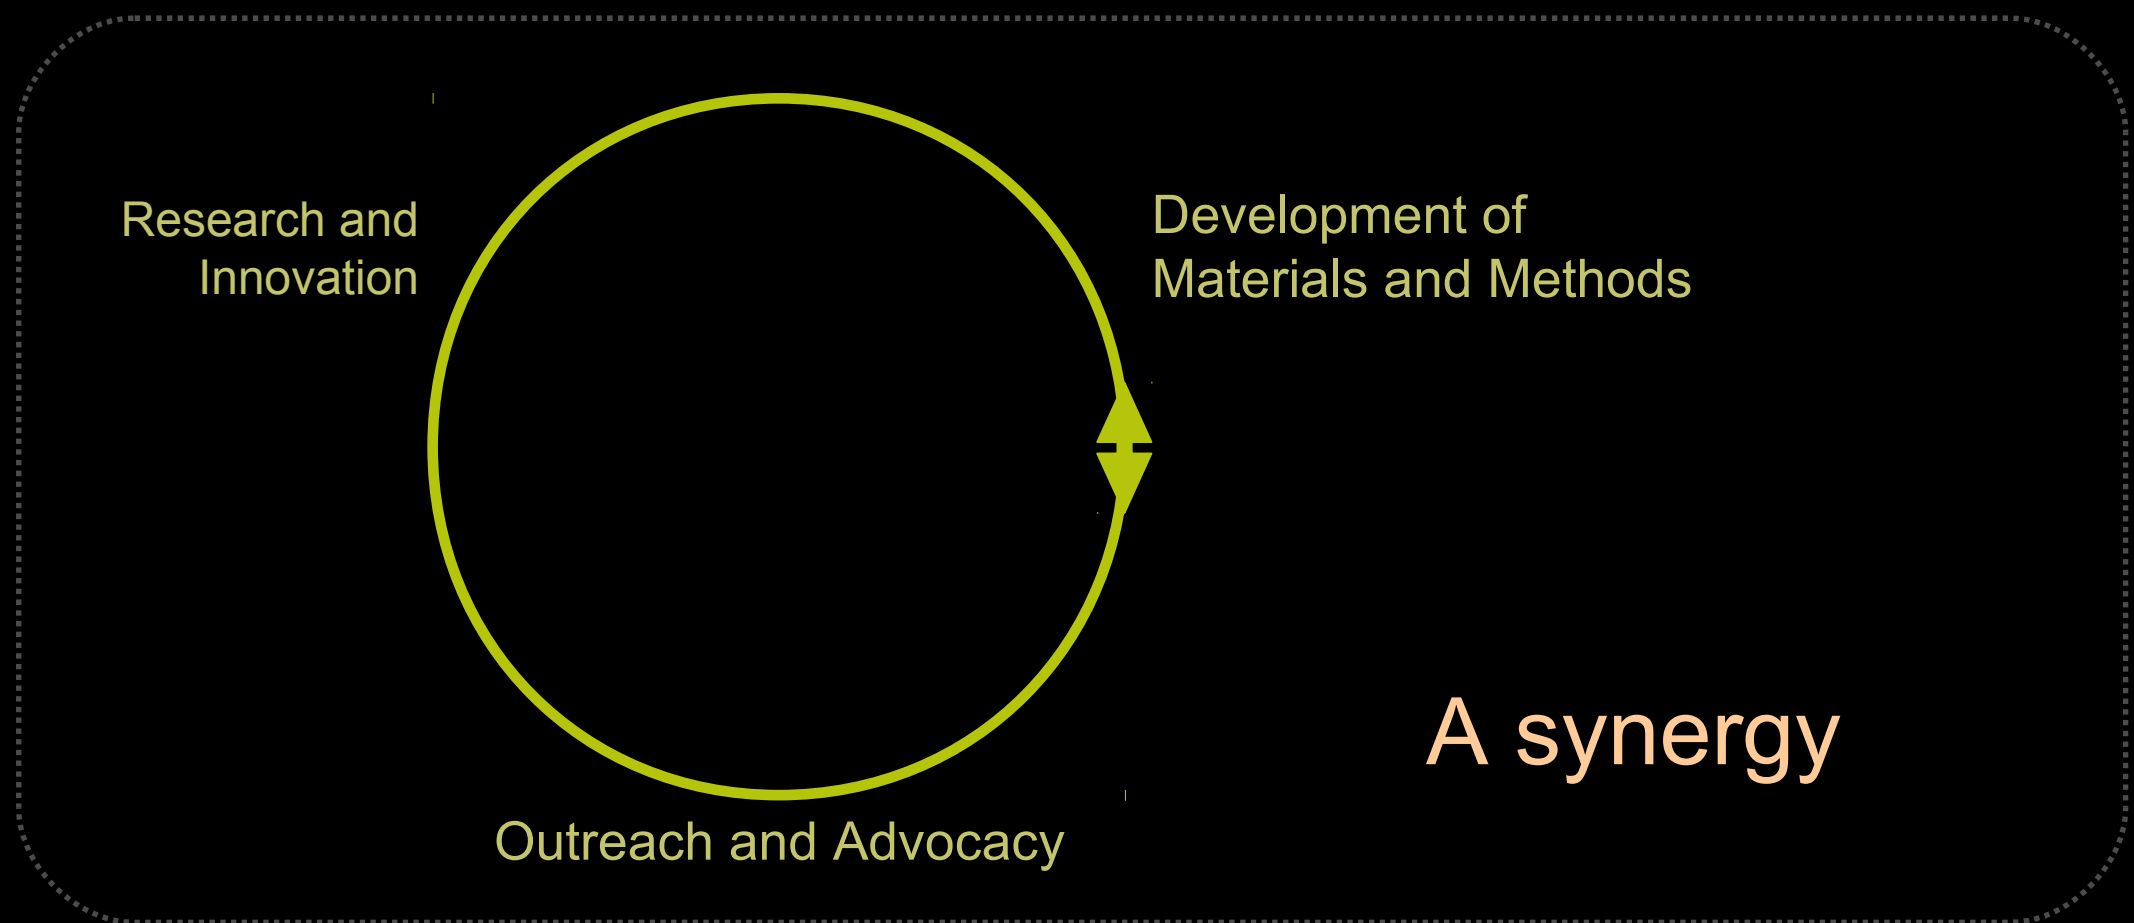 Research and
Innovation
Development of
Materials and Methods
A synergy
Outreach and Advocacy